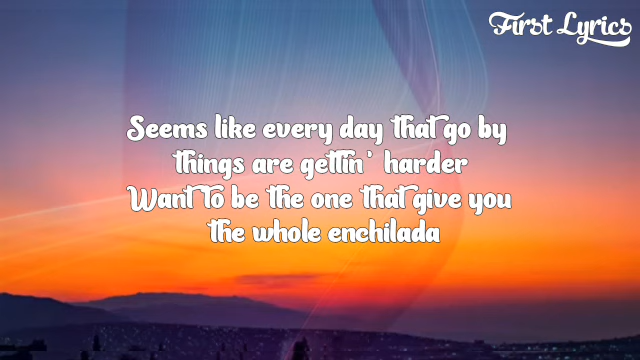 First Lyrics
Seems like every day that go by
things are gettin' harder
Want to be the one that give you
the whole enchilada